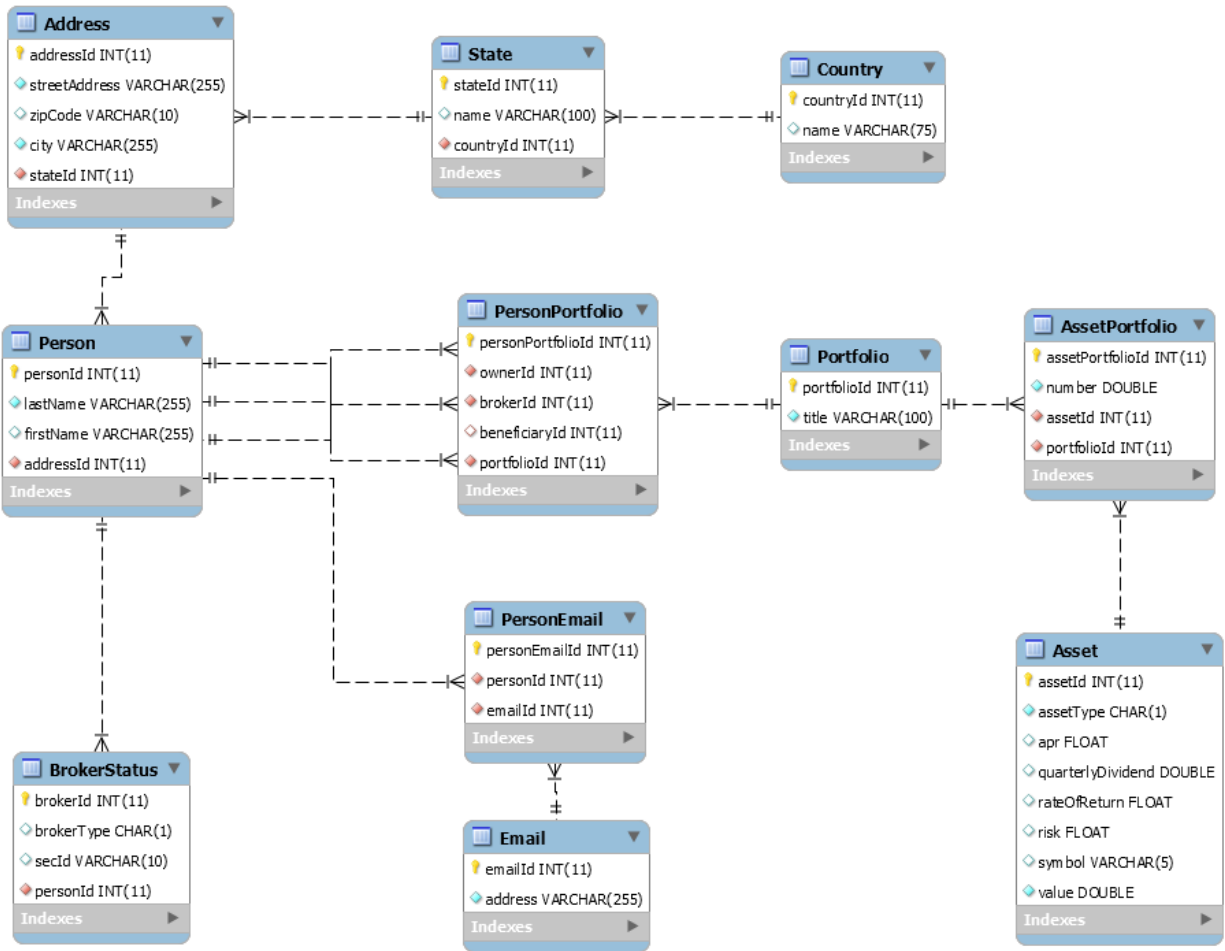 Address
addressId INT(11)
streetAddress VARCHAR(255)
zipCode VARCHAR(10)
city VARCHAR(255)
stateId INT(11)
Indexes
State
stateId INT(11)
name VARCHAR(100)
countryId INT(11)
Indexes
Country
countryId INT(11)
name VARCHAR(75)
Indexes
Person
personId INT(11)
lastName VARCHAR(255)
firstName VARCHAR(255)
addressId INT(11)
Indexes
PersonPortfolio
personPortfolioId INT(11)
ownerId INT(11)
brokerId INT(11)
beneficiaryId INT(11)
portfolioId INT(11)
Indexes
Portfolio
portfolioId INT(11)
title VARCHAR(100)
Indexes
AssetPortfolio
assetPortfolioId INT(11)
number DOUBLE
assetId INT(11)
portfolioId INT(11)
Indexes
PersonEmail
personEmailId INT(11)
personId INT(11)
emailId INT(11)
Indexes
Asset
assetId INT(11)
assetType CHAR(1)
apr FLOAT
quarterlyDividend DOUBLE
rateOfReturn FLOAT
risk FLOAT
symbol VARCHAR(5)
value DOUBLE
Indexes
BrokerStatus
brokerId INT(11)
brokerType CHAR(1)
secId VARCHAR(10)
personId INT(11)
Indexes
Email
emailId INT(11)
address VARCHAR(255)
Indexes